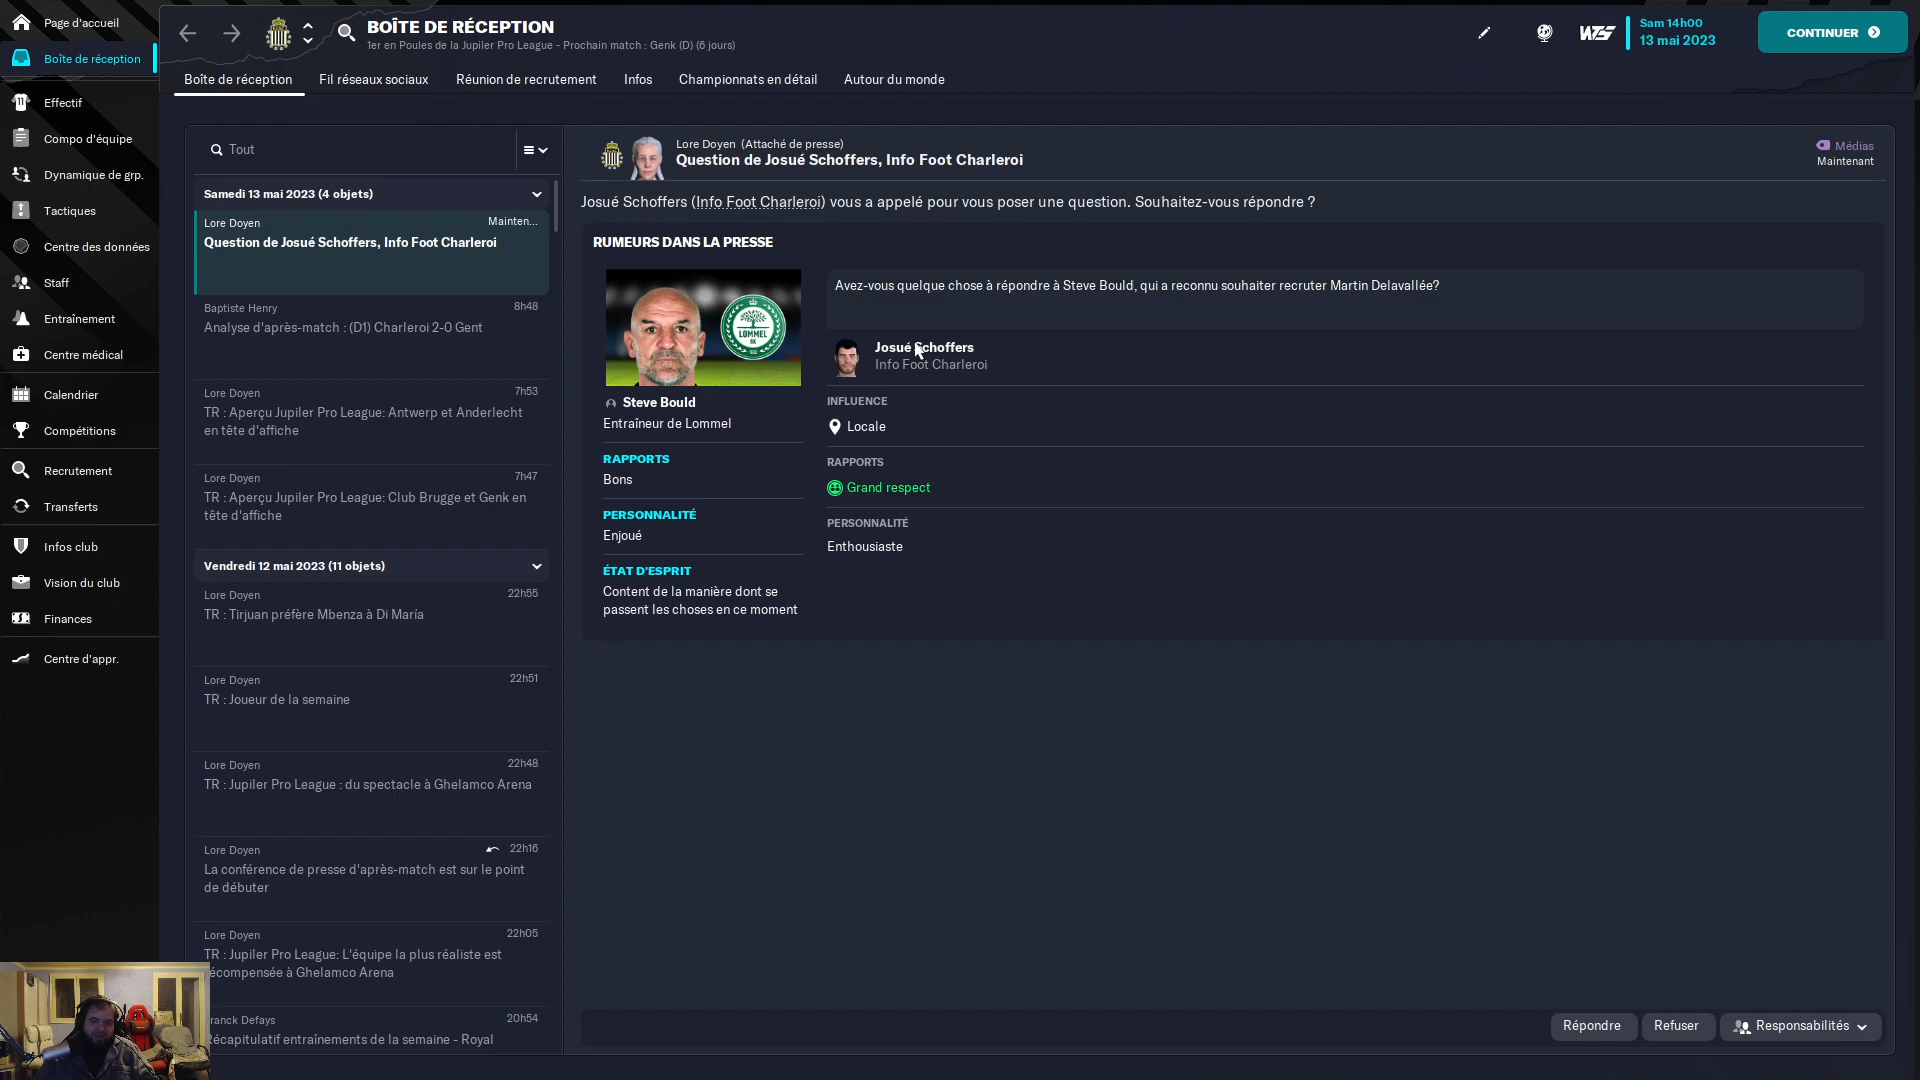 Page d'accueil
Boîte de réception
Effectif
Compo d'équipe
Dynamique de grp.
Tactiques
Centre des données
Staff
Entraînement
Centre médical
Calendrier
Compétitions
Recrutement
Transferts
Infos club
Vision du club
Finances
Centre d'appr.
BOÎTE DE RÉCEPTION
1er en Poules de la Jupiler Pro League - Prochain match : Genk (D) (6 jours)
Sam 14h00
13 mai 2023
CONTINUER
Boîte de réception
Fil réseaux sociaux
Réunion de recrutement
Infos
Championnats en détail
Autour du monde
Tout
Samedi 13 mai 2023 (4 objets)
Lore Doyen
Mainten...
Question de Josué Schoffers, Info Foot Charleroi
Baptiste Henry
8h48
Analyse d'après-match : (D1) Charleroi 2-0 Gent
Lore Doyen
7h53
TR : Aperçu Jupiler Pro League: Antwerp et Anderlecht
en tête d'affiche
Lore Doyen
7h47
TR : Aperçu Jupiler Pro League: Club Brugge et Genk en
tête d'affiche
Vendredi 12 mai 2023 (11 objets)
Lore Doyen
22h55
TR : Tirjuan préfère Mbenza à Di María
Lore Doyen
22h51
TR : Joueur de la semaine
Lore Doyen
22h48
TR : Jupiler Pro League : du spectacle à Ghelamco Arena
Lore Doyen
22h16
La conférence de presse d'après-match est sur le point
de débuter
Lore Doyen
22h05
TR : Jupiler Pro League: L'équipe la plus réaliste est
écompensée à Ghelamco Arena
ranck Defays
20h54
Récapitulatif entraînements de la semaine - Royal
Lore Doyen (Attaché de presse)
Question de Josué Schoffers, Info Foot Charleroi
Médias
Maintenant
Josué Schoffers (Info Foot Charleroi) vous a appelé pour vous poser une question. Souhaitez-vous répondre ?
RUMEURS DANS LA PRESSE
LOMMEL
SK
Steve Bould
Entraîneur de Lommel
RAPPORTS
Bons
PERSONNALITÉ
Enjoué
ÉTAT D'ESPRIT
Content de la manière dont se
passent les choses en ce moment
Avez-vous quelque chose à répondre à Steve Bould, qui a reconnu souhaiter recruter Martin Delavallée?
Josué Schoffers
Info Foot Charleroi
INFLUENCE
Locale
RAPPORTS
Grand respect
PERSONNALITÉ
Enthousiaste
Répondre
Refuser
Responsabilités